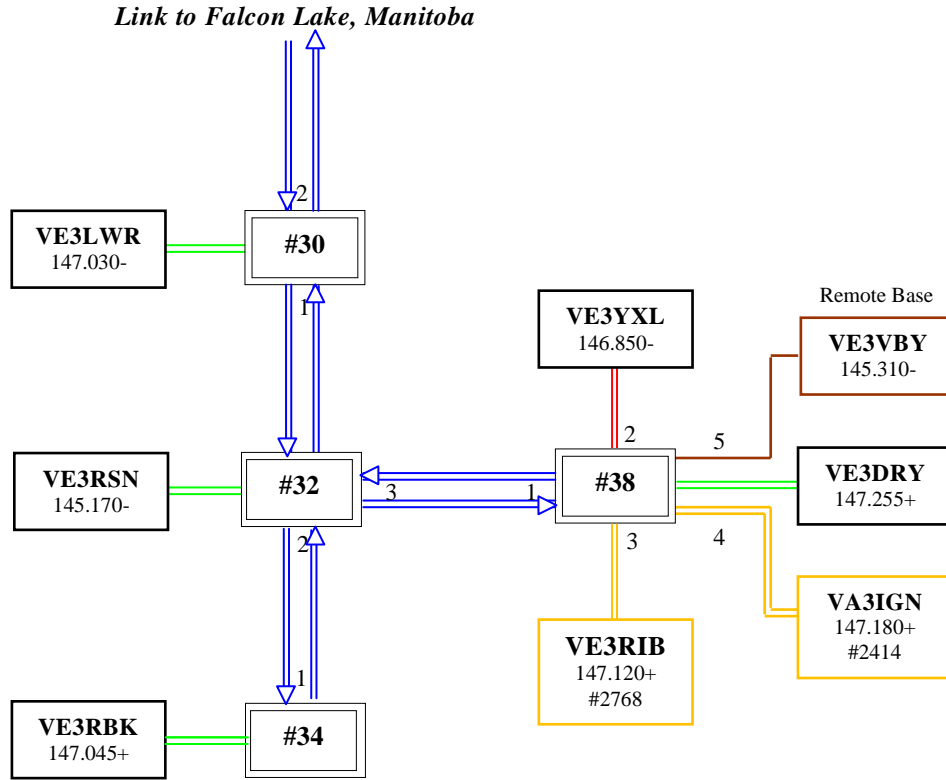 Link to Falcon Lake, Manitoba
2
VE3LWR
147.030-
#30
1
VE3YXL
146.850-
Remote Base
VE3VBY
145.310-
2
5
VE3RSN
145.170-
#32
3
1
#38
VE3DRY
147.255+
2
3
4
VE3RIB
147.120+
#2768
VA3IGN
147.180+
#2414
1
VE3RBK
147.045+
#34